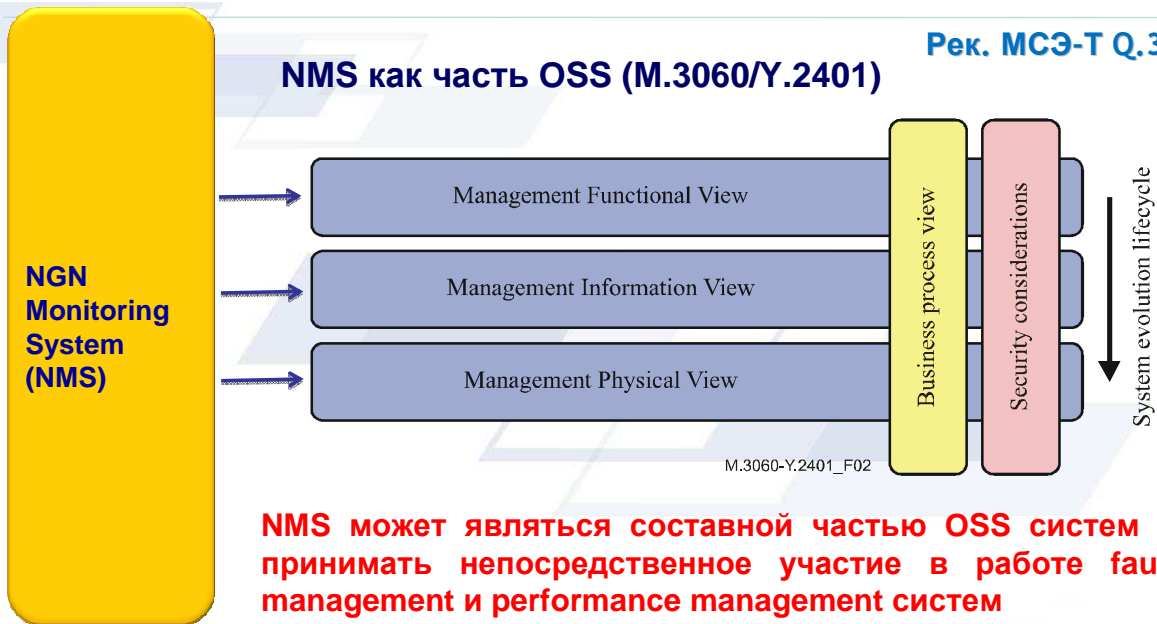 Рек. МСЭ-Т Q.3
NMS как часть OSS (M.3060/Y.2401)
NGN
Monitoring
System
(NMS)
Management Functional View
Management Information View
Management Physical View
Business process view
Security considerations
System evolution lifecycle
M.3060-Y.2401_F02
NMS может являться составной частью OSS систем
принимать непосредственное участие в работе fau
management и performance management систем